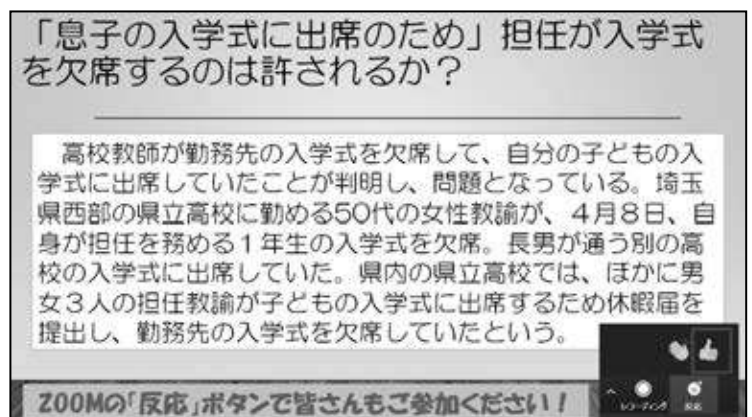 「息子の入学式に出席のため」担任が入学式
を欠席するのは許されるか？
高校教師が勤務先の入学式を欠席して、自分の子どもの入
学式に出席していたことが判明し、問題となっている。埼玉
県西部の県立高校に勤める50代の女性教諭が、４月８日、自
身が担任を務める１年生の入学式を欠席。長男が通う別の高
校の入学式に出席していた。県内の県立高校では、ほかに男
女３人の担任教諭が子どもの入学式に出席するため休暇届を
提出し、勤務先の入学式を欠席していたという。
レコーディング 反応
ZOOMの「反応」ボタンで皆さんもご参加ください！